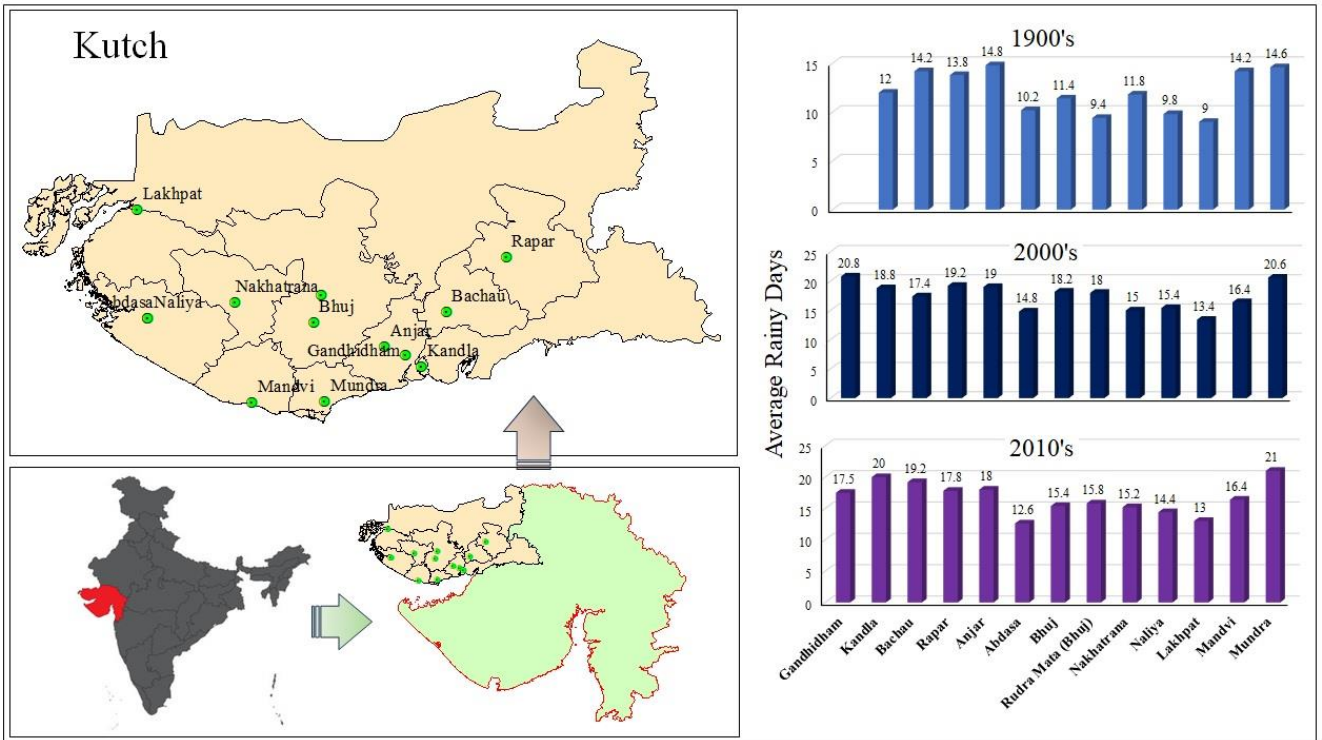 Kutch
Lakhpat
Rapar
Nakhatrana
Bachau
Bhuj
Naliya
Anjar
Gandhidham
Kandla
Mandvi
Mundra
Average Rainy Days
1900's
15
10
5
0
12 14.2 13.8 14.8 10.2 11.4 9.4 11.8 9.8 9 14.2 14.6
2000's
25
20
15
10
5
0
20.8 18.8 17.4 19.2 19 14.8 18.2 18 15 15.4 13.4 16.4 20.6
2010's
25
20
15
10
5
0
17.5 20 19.2 17.8 18 12.6 15.4 15.8 15.2 14.4 13 16.4 21
Gandhidham
Kandla
Bachau
Rapar
Anjar
Abdasa
Bhuj
Rudra Mata (Bhuj)
Nakhatrana
Naliya
Lakhpat
Mandvi
Mundra